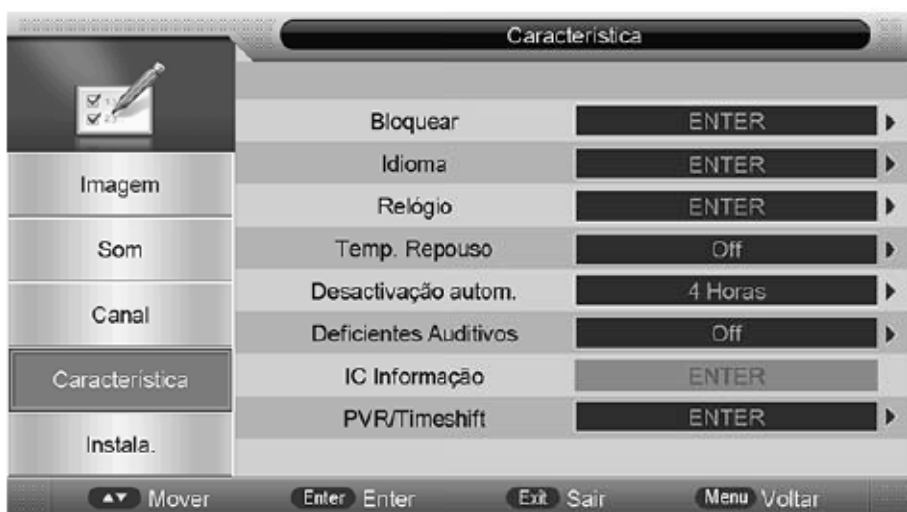 Característica
Imagem
Som
Canal
Característica
Instala.
Bloquear ENTER
Idioma ENTER
Relógio ENTER
Temp. Repouso Off
Desactivação autom. 4 Horas
Deficientes Auditivos Off
IC Informação ENTER
PVR/Timeshift ENTER
Mover Enter Enter Exit Sair Menu Voltar